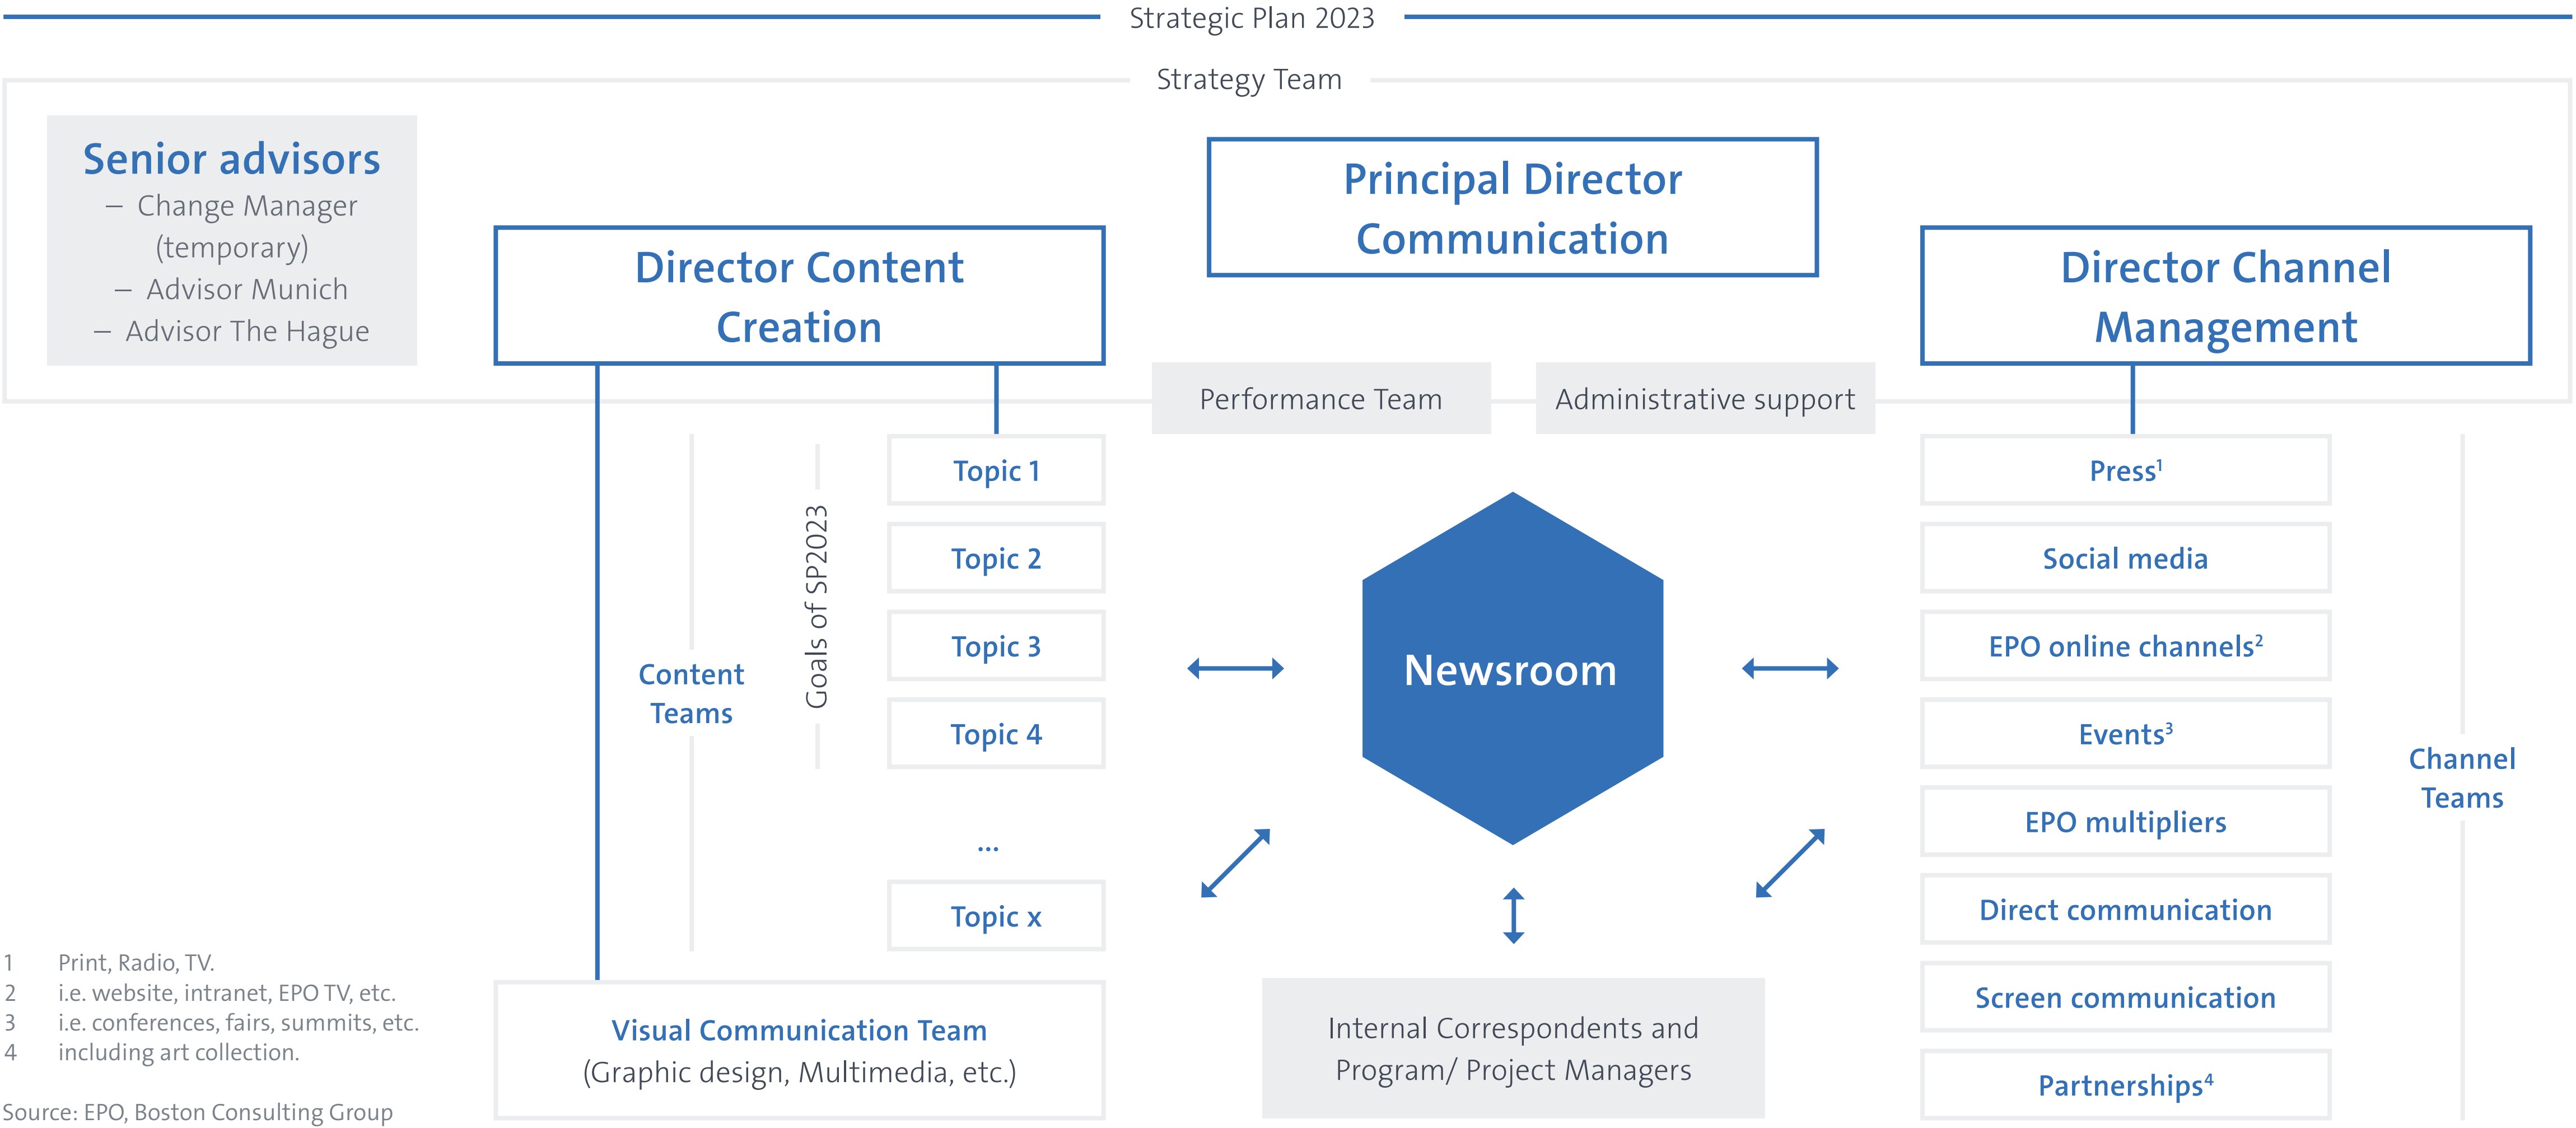 Strategic Plan 2023
Strategy Team
Senior advisors
– Change Manager
(temporary)
– Advisor Munich
– Advisor The Hague
Director Content
Creation
Principal Director
Communication
Director Channel
Management
Performance Team
Administrative support
Content
Teams
Goals of SP2023
Topic 1
Topic 2
Topic 3
Topic 4
...
Topic x
Visual Communication Team
(Graphic design, Multimedia, etc.)
Newsroom
Internal Correspondents and
Program/ Project Managers
Press¹
Social media
EPO online channels²
Events³
EPO multipliers
Direct communication
Screen communication
Partnerships⁴
Channel
Teams
1 Print, Radio, TV.
2 i.e. website, intranet, EPO TV, etc.
3 i.e. conferences, fairs, summits, etc.
4 including art collection.
Source: EPO, Boston Consulting Group